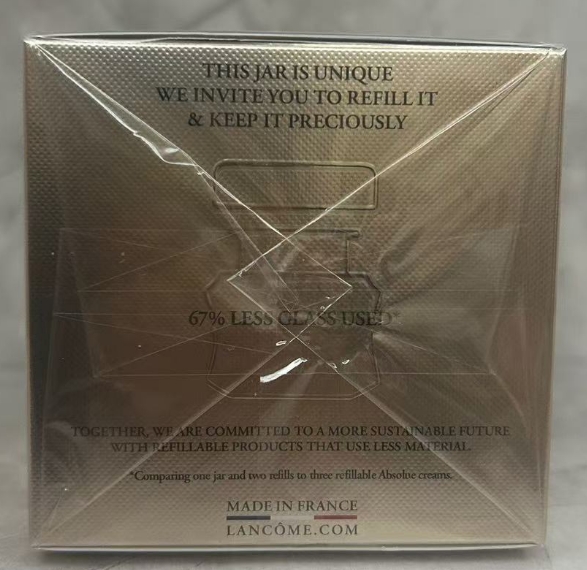 THIS JAR IS UNIQUE
WE INVITE YOU TO REFILL IT
& KEEP IT PRECIOUSLY
67% LESS GLASS USED*
TOGETHER, WE ARE COMMITTED TO A MORE SUSTAINABLE FUTURE
WITH REFILLABLE PRODUCTS THAT USE LESS MATERIAL.
*Comparing one jar and two refills to three refillable Absolue creams.
MADE IN FRANCE
LANCÔME.COM